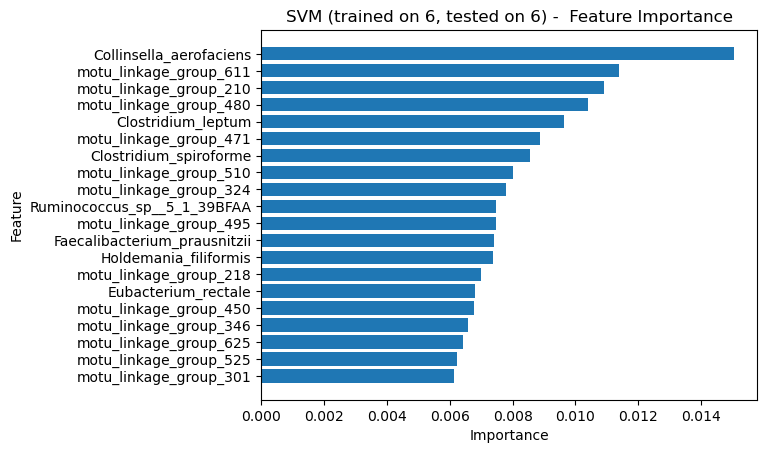 SVM (trained on 6, tested on 6) -  Feature Importance
Collinsella_aerofaciens
motu_linkage_group_611
motu_linkage_group_210
motu_linkage_group_480
Clostridium_leptum
motu_linkage_group_471
Clostridium_spiroforme
motu_linkage_group_510
motu_linkage_group_324
Ruminococcus_sp__5_1_39BFAA
motu_linkage_group_495
Faecalibacterium_prausnitzii
Holdemania_filiformis
motu_linkage_group_218
Eubacterium_rectale
motu_linkage_group_450
motu_linkage_group_346
motu_linkage_group_625
motu_linkage_group_525
motu_linkage_group_301
Feature
0.000 0.002 0.004 0.006 0.008 0.010 0.012 0.014
Importance